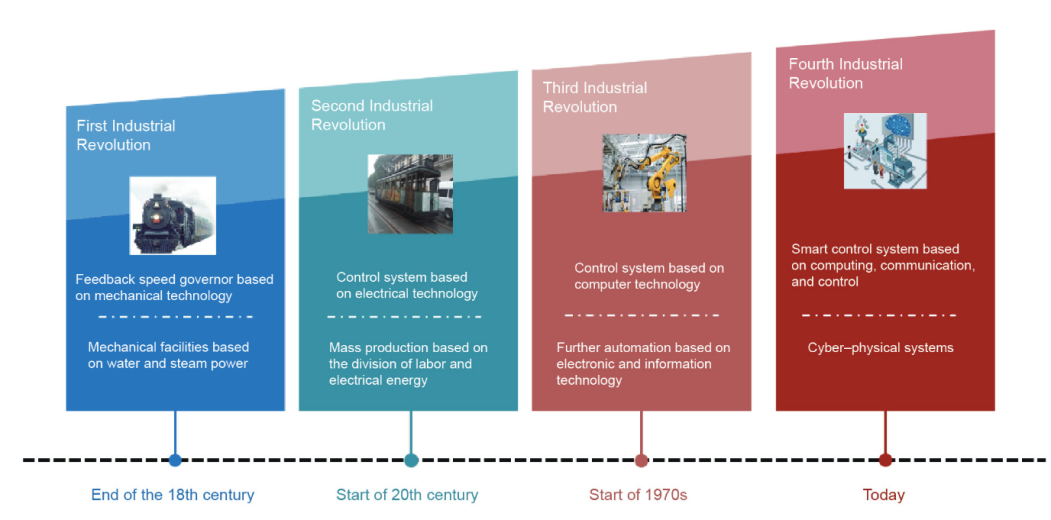 First Industrial
Revolution
Feedback speed governor based
on mechanical technology
Mechanical facilities based
on water and steam power
End of the 18th century
Second Industrial
Revolution
Control system based
on electrical technology
Mass production based on
the division of labor and
electrical energy
Start of 20th century
Third Industrial
Revolution
Control system based on
computer technology
Further automation based on
electronic and information
technology
Start of 1970s
Fourth Industrial
Revolution
Smart control system based
on computing, communication,
and control
Cyber–physical systems
Today